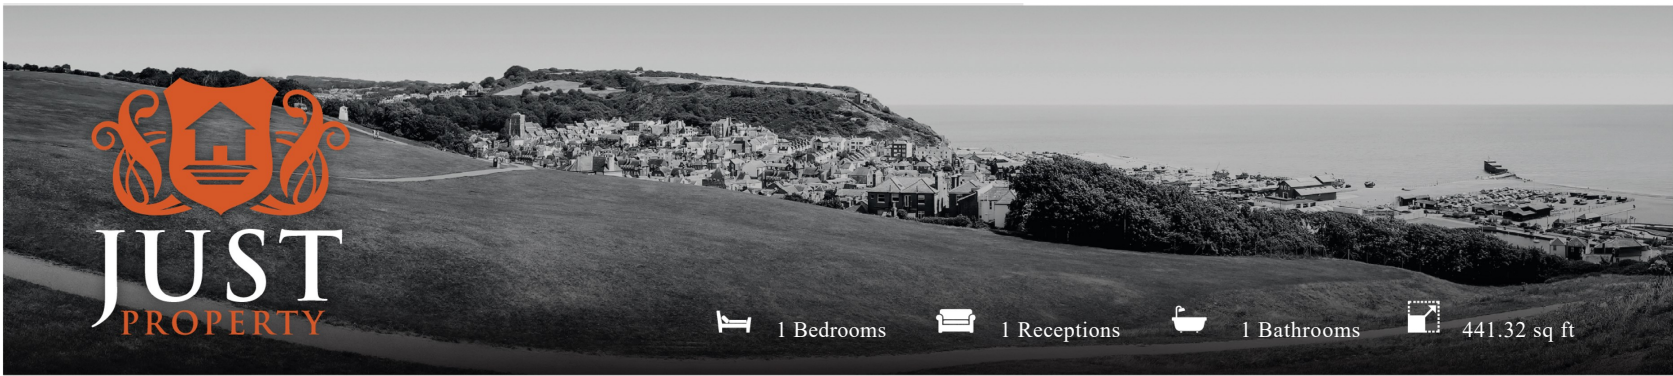 JUST
PROPERTY
1 Bedrooms
1 Receptions
1 Bathrooms
441.32 sq ft